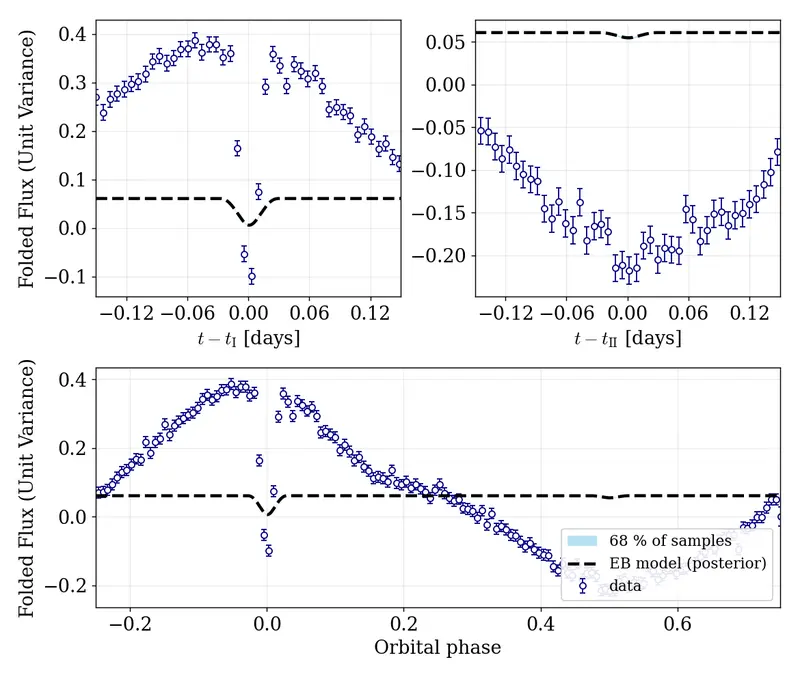 Folded Flux (Unit Variance)
0.4
0.3
0.2
0.1
0.0
−0.1
−0.12 −0.06 0.00 0.06 0.12
t − tI [days]
0.05
0.00
−0.05
−0.10
−0.15
−0.20
−0.12 −0.06 0.00 0.06 0.12
t − tII [days]
Folded Flux (Unit Variance)
0.4
0.2
0.0
−0.2
−0.2 0.0 0.2 0.4 0.6
Orbital phase
68 % of samples
EB model (posterior)
data